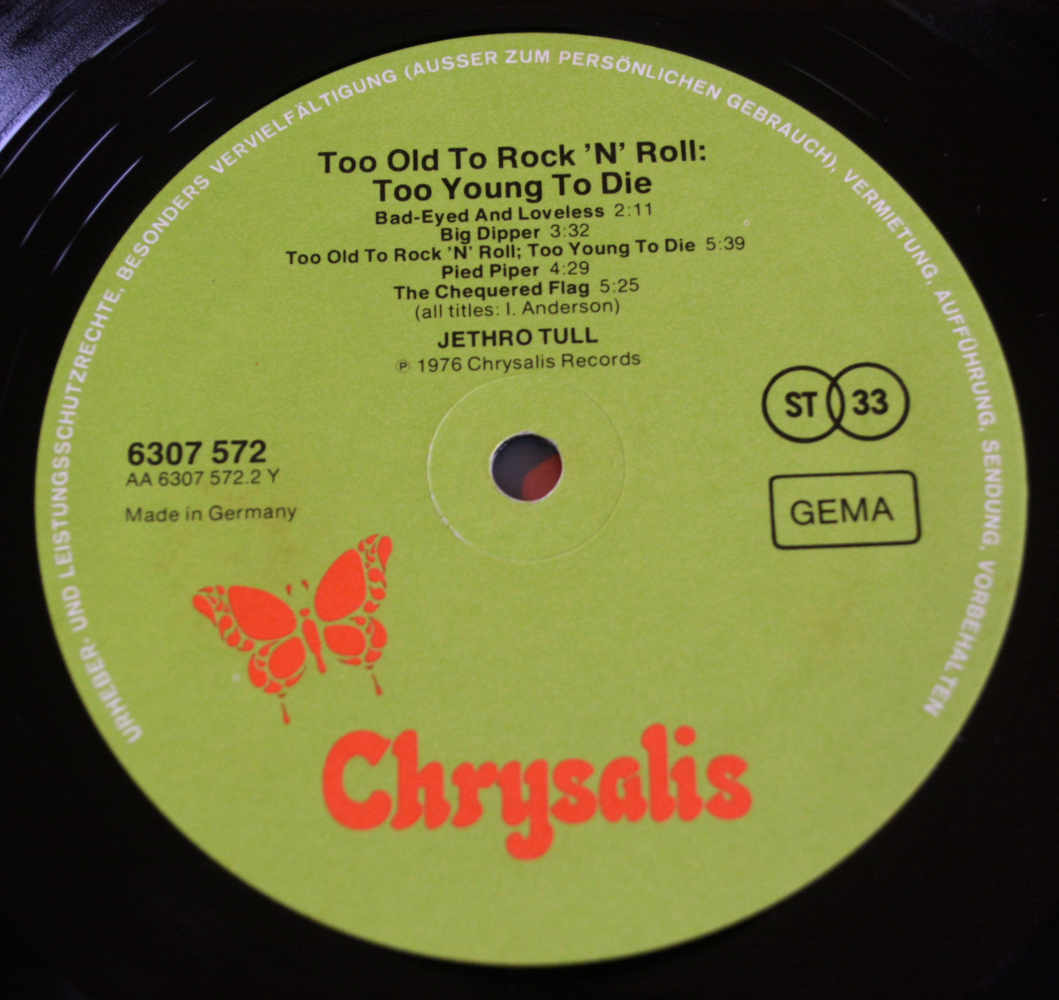 URHEBER- UND LEISTUNGSSCHUTZRECHTE, BESONDERS VERVIELFÄLTIGUNG (AUSSER ZUM PERSÖNLICHEN GEBRAUCH), VERMIETUNG, AUFFÜHRUNG, SENDUNG, VORBEHALTEN
Too Old To Rock 'N' Roll:
Too Young To Die
Bad-Eyed And Loveless 2:11
Big Dipper 3:32
Too Old To Rock 'N' Roll; Too Young To Die 5:39
Pied Piper 4:29
The Chequered Flag 5:25
(all titles: I. Anderson)
JETHRO TULL
℗ 1976 Chrysalis Records
ST 33
6307 572
AA 6307 572.2 Y
Made in Germany
GEMA
Chrysalis